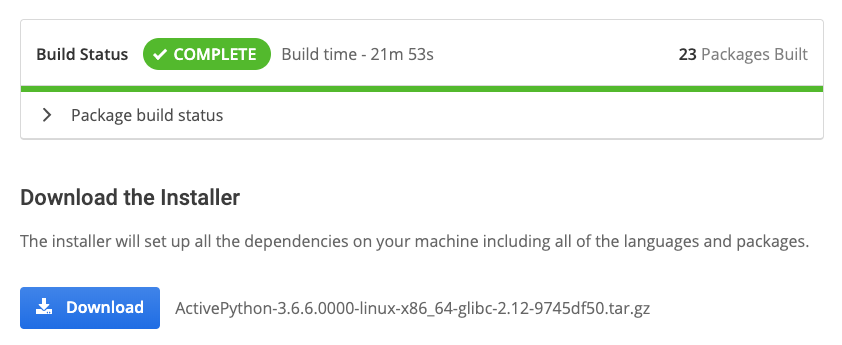 Build Status COMPLETE Build time - 21m 53s 23 Packages Built
Package build status
Download the Installer
The installer will set up all the dependencies on your machine including all of the languages and packages.
Download ActivePython-3.6.6.0000-linux-x86_64-glibc-2.12-9745df50.tar.gz